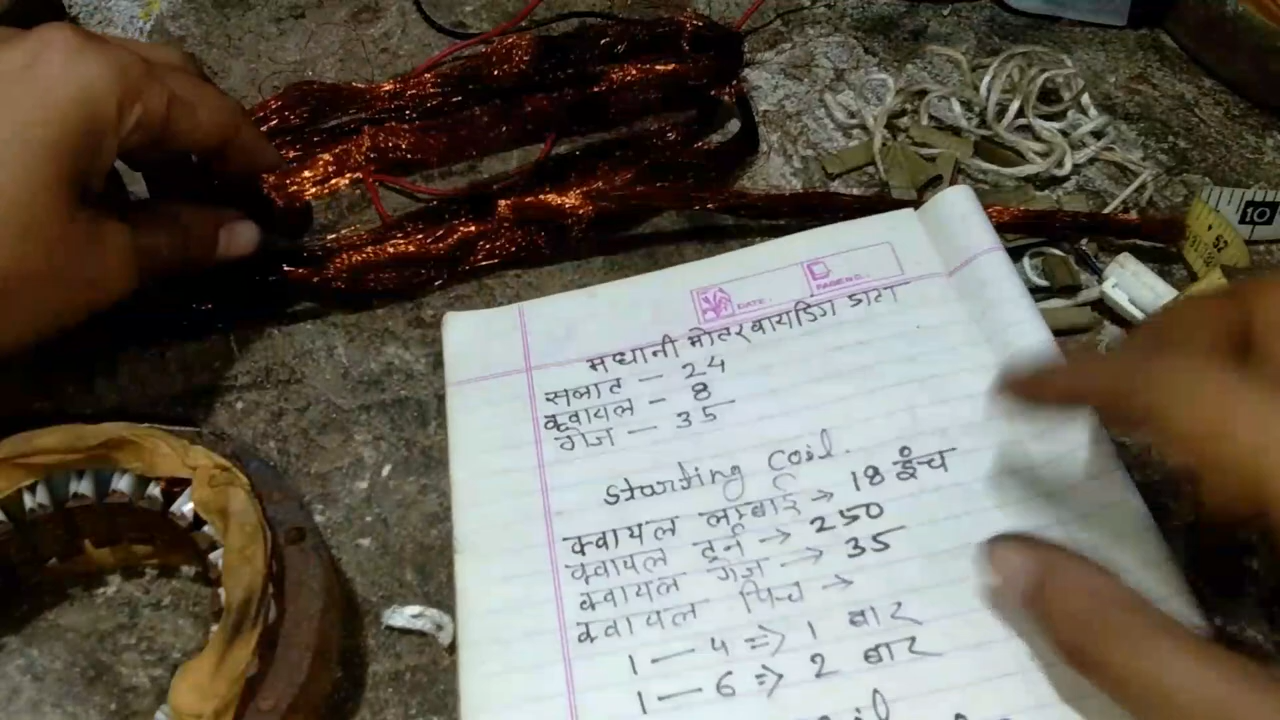 DATE.
PAGE NO.
मधानी मोटर वायडिंग डाटा
सलाट — 24
क्वायल — 8
गेज — 35
Starting Coil.
क्वायल लम्बाई → 18 इंच
क्वायल टर्न → 250
क्वायल गेज → 35
क्वायल पिच →
1 — 4 => 1 बार
1 — 6 => 2 बार
10